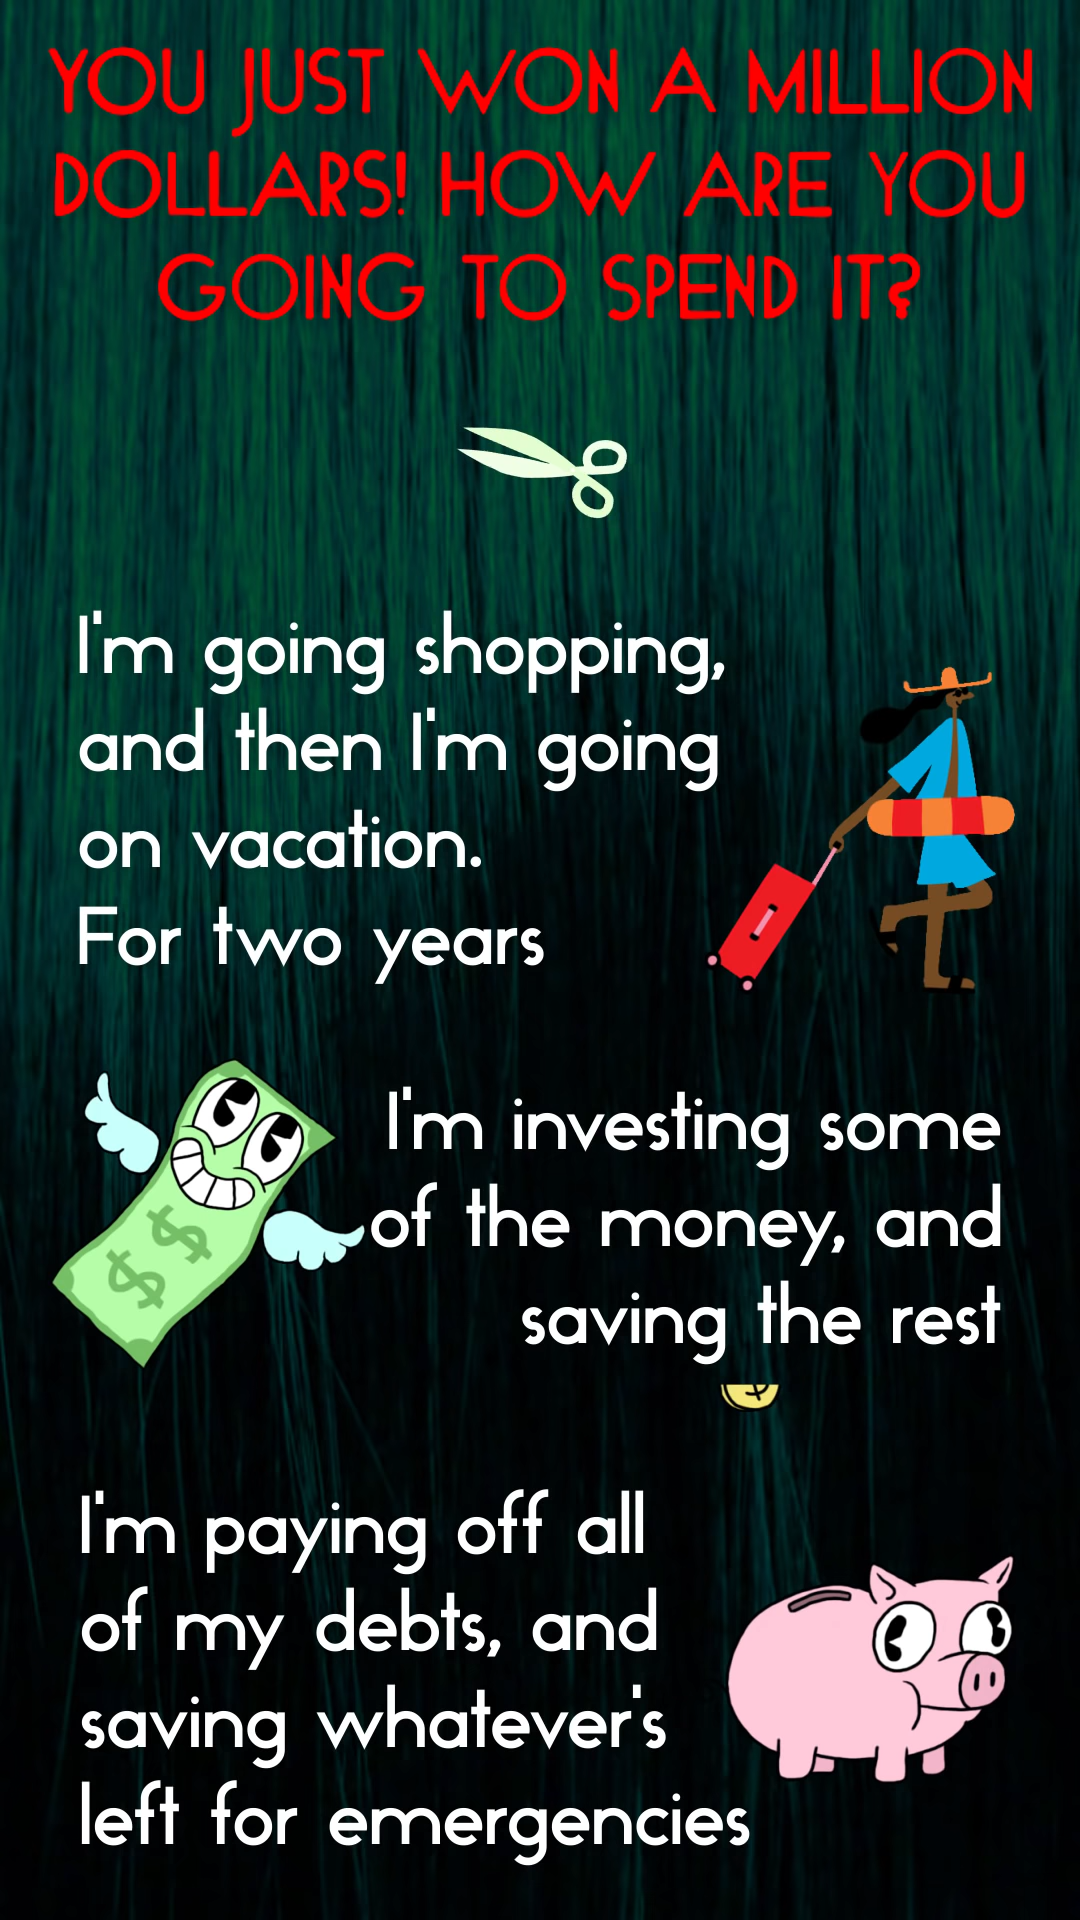 YOU JUST WON A MILLION
DOLLARS! HOW ARE YOU
GOING TO SPEND IT?
I'm going shopping,
and then I'm going
on vacation.
For two years
I'm investing some
of the money, and
saving the rest
$ $
$
I'm paying off all
of my debts, and
saving whatever's
left for emergencies